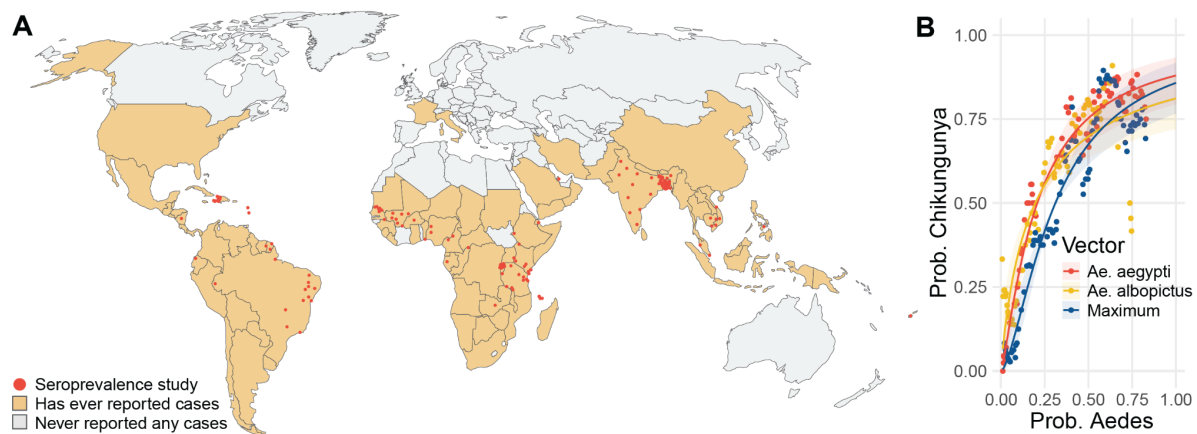 A
Seroprevalence study
Has ever reported cases
Never reported any cases
B
1.00
0.75
0.50
0.25
0.00
Prob. Chikungunya
Vector
Ae. aegypti
Ae. albopictus
Maximum
0.00 0.25 0.50 0.75 1.00
Prob. Aedes